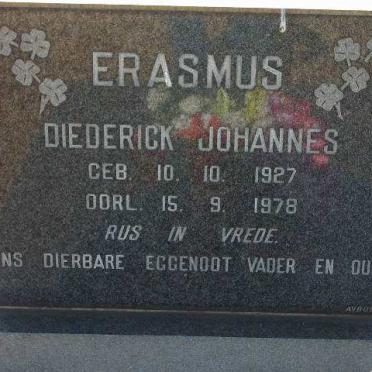 ERASMUS
DIEDERICK JOHANNES
GEB. 10. 10. 1927
OORL. 15. 9. 1978
RUS IN VREDE.
ONS DIERBARE EGGENOOT VADER EN OU